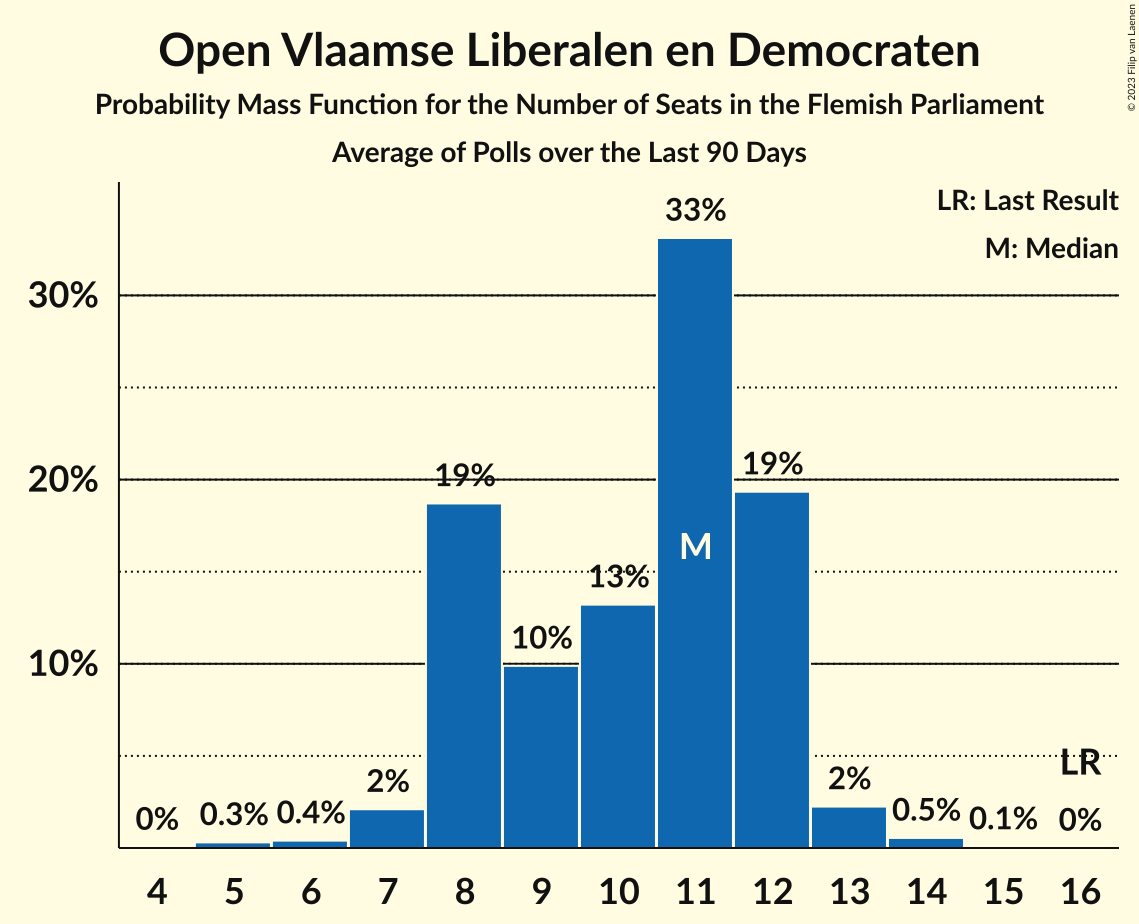 Open Vlaamse Liberalen en Democraten
Probability Mass Function for the Number of Seats in the Flemish Parliament
Average of Polls over the Last 90 Days
© 2023 Filip van Laenen
LR: Last Result
M: Median
30%
20%
10%
0%
0.3%
0.4%
2%
19%
10%
13%
33%
M
19%
2%
0.5%
0.1%
LR
0%
4 5 6 7 8 9 10 11 12 13 14 15 16